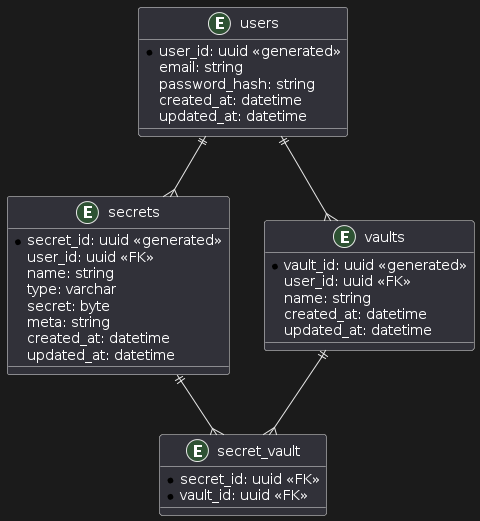 E users
user_id: uuid «generated»
email: string
password_hash: string
created_at: datetime
updated_at: datetime
E secrets
secret_id: uuid «generated»
user_id: uuid «FK»
name: string
type: varchar
secret: byte
meta: string
created_at: datetime
updated_at: datetime
E vaults
vault_id: uuid «generated»
user_id: uuid «FK»
name: string
created_at: datetime
updated_at: datetime
E secret_vault
secret_id: uuid «FK»
vault_id: uuid «FK»